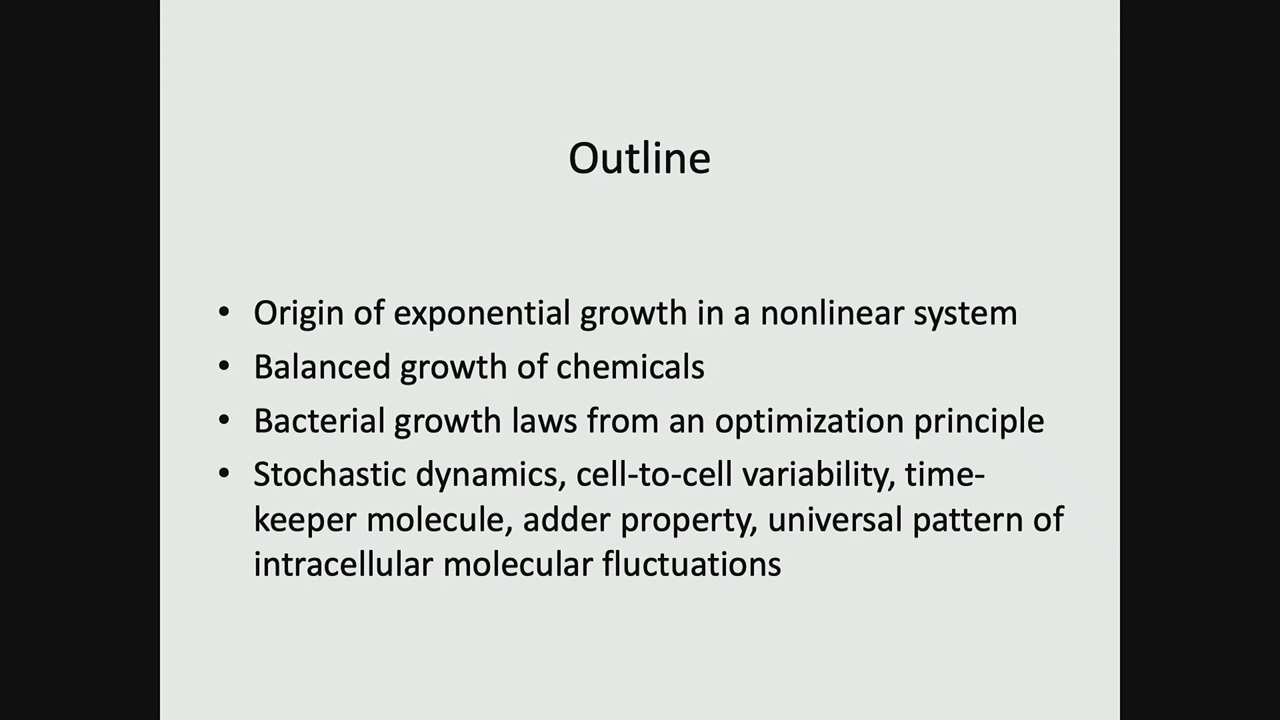 Outline
• Origin of exponential growth in a nonlinear system
• Balanced growth of chemicals
• Bacterial growth laws from an optimization principle
• Stochastic dynamics, cell-to-cell variability, time-
keeper molecule, adder property, universal pattern of
intracellular molecular fluctuations